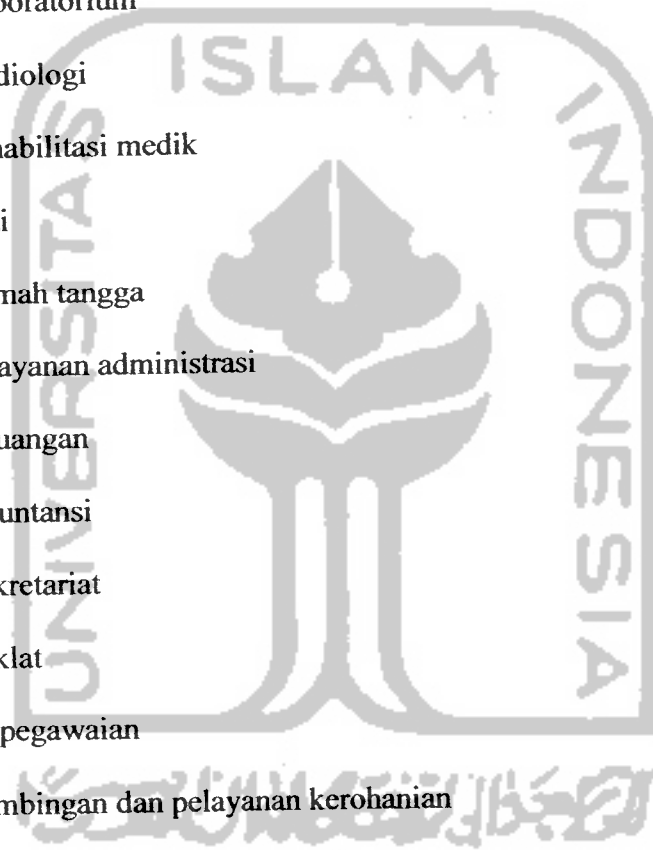 boratorium
diologi
habilitasi medik
i
mah tangga
layanan administrasi
uangan
untansi
kretariat
klat
pegawaian
mbingan dan pelayanan kerohanian
UNIVERSITAS
ISLAM
INDONESIA